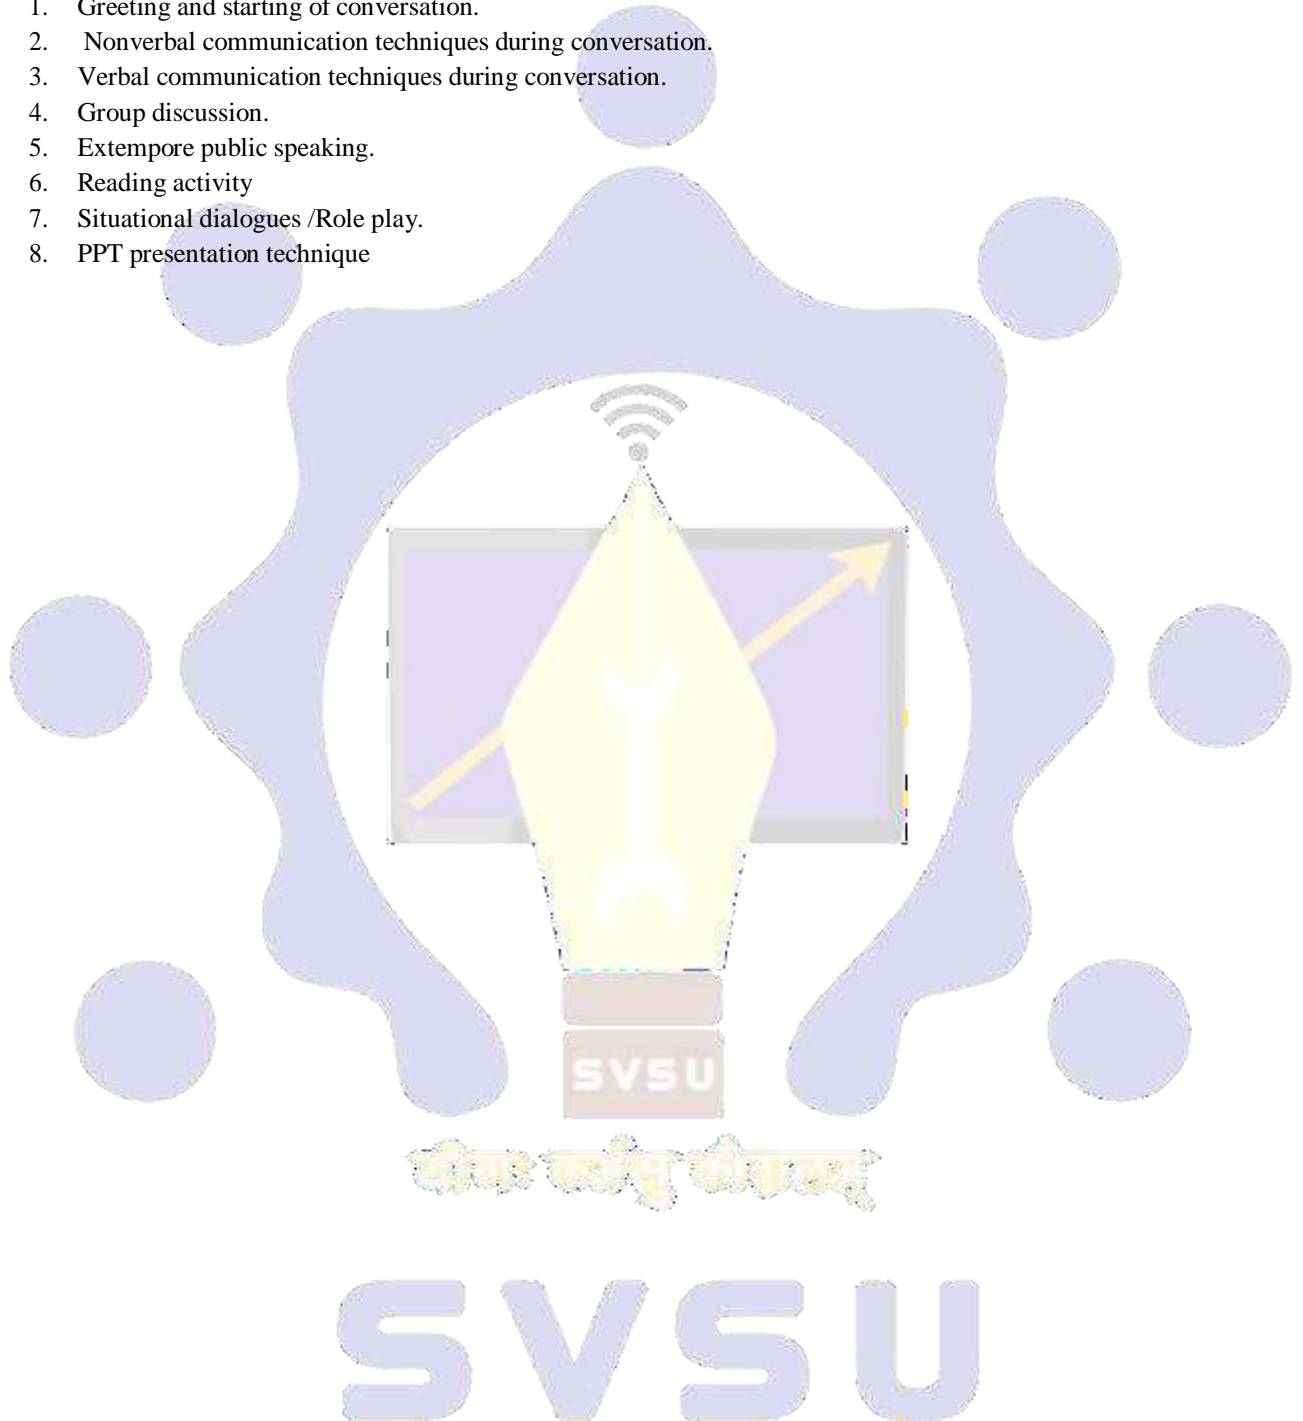 1. Greeting and starting of conversation.
2. Nonverbal communication techniques during conversation.
3. Verbal communication techniques during conversation.
4. Group discussion.
5. Extempore public speaking.
6. Reading activity
7. Situational dialogues /Role play.
8. PPT presentation technique
SVSU
SVSU